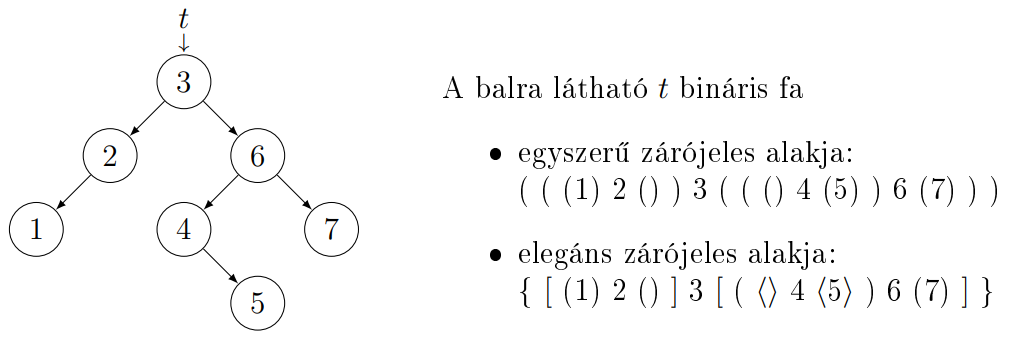 t
↓
3
2
6
1
4
7
5
A balra látható t bináris fa
• egyszerű zárójeles alakja:
( ( (1) 2 () ) 3 ( ( () 4 (5) ) 6 (7) ) )
• elegáns zárójeles alakja:
{ [ (1) 2 () ] 3 [ ( ⟨⟩ 4 ⟨5⟩ ) 6 (7) ] }